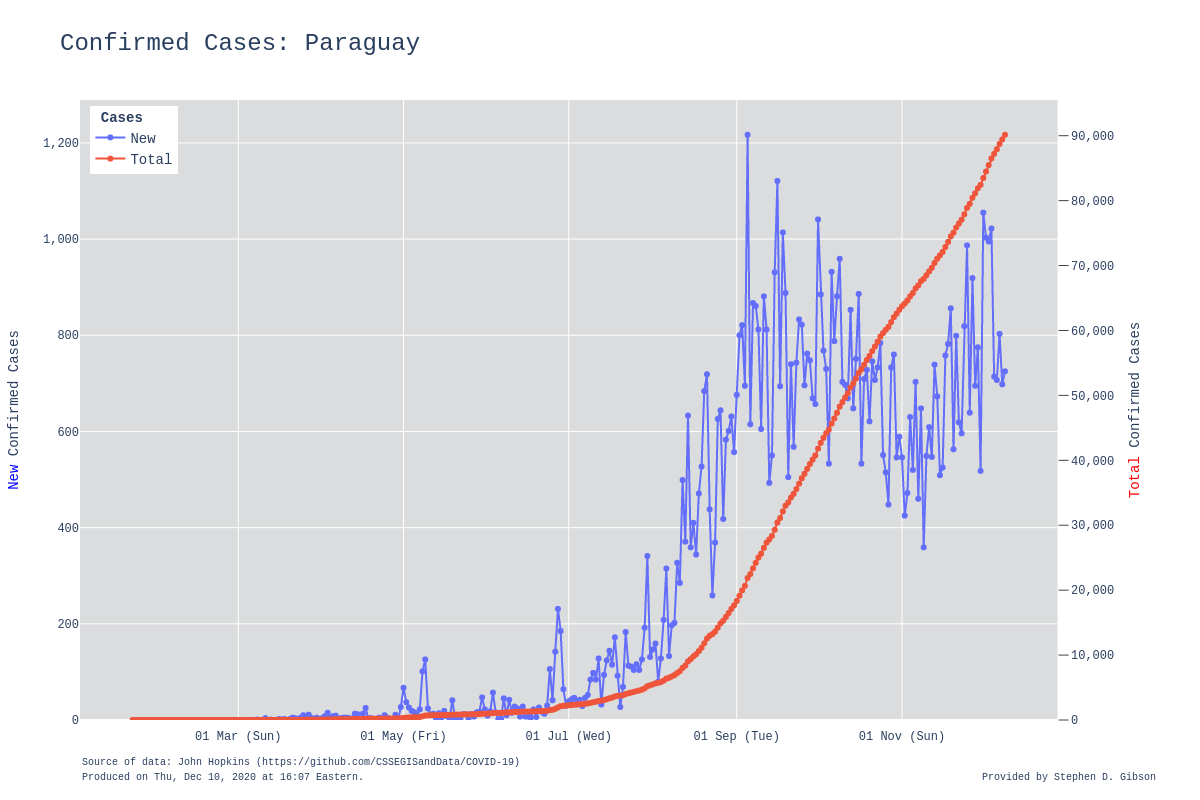 Confirmed Cases: Paraguay
Cases
New
Total
1,200
1,000
800
600
400
200
0
90,000
80,000
70,000
60,000
50,000
40,000
30,000
20,000
10,000
0
New Confirmed Cases
Total Confirmed Cases
01 Mar (Sun) 01 May (Fri) 01 Jul (Wed) 01 Sep (Tue) 01 Nov (Sun)
Source of data: John Hopkins (https://github.com/CSSEGISandData/COVID-19)
Produced on Thu, Dec 10, 2020 at 16:07 Eastern.
Provided by Stephen D. Gibson